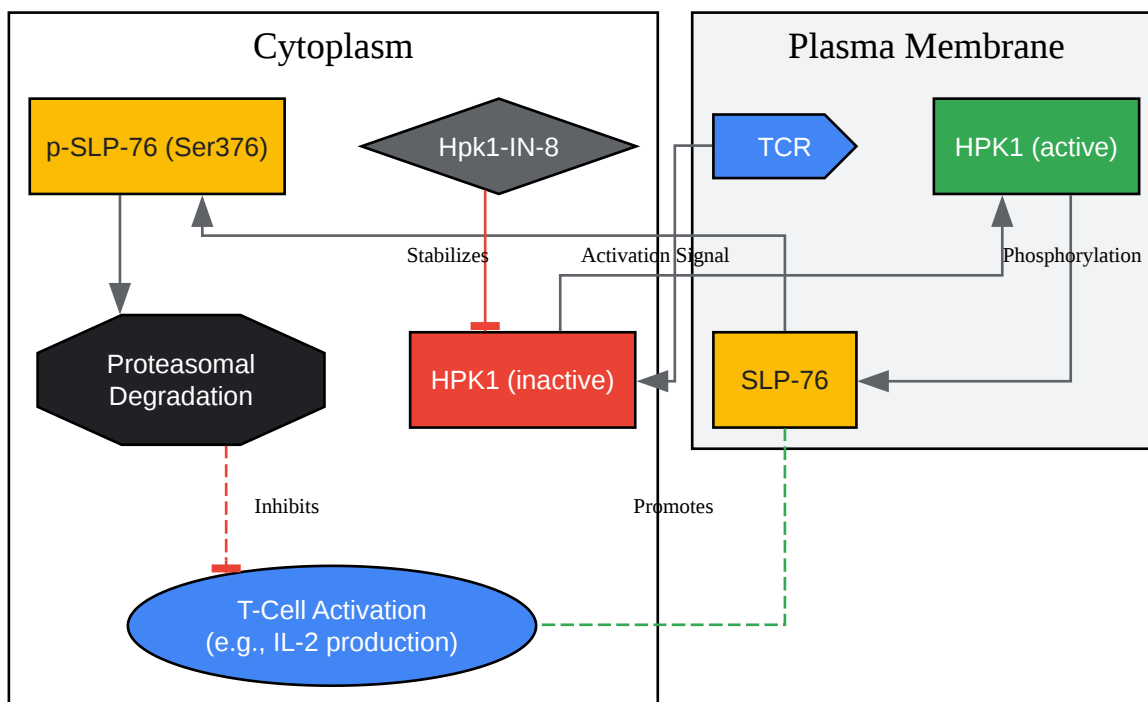 Cytoplasm
Plasma Membrane
p-SLP-76 (Ser376)
Hpk1-IN-8
TCR
HPK1 (active)
Stabilizes
Activation Signal
Phosphorylation
Proteasomal
Degradation
HPK1 (inactive)
SLP-76
Inhibits
Promotes
T-Cell Activation
(e.g., IL-2 production)